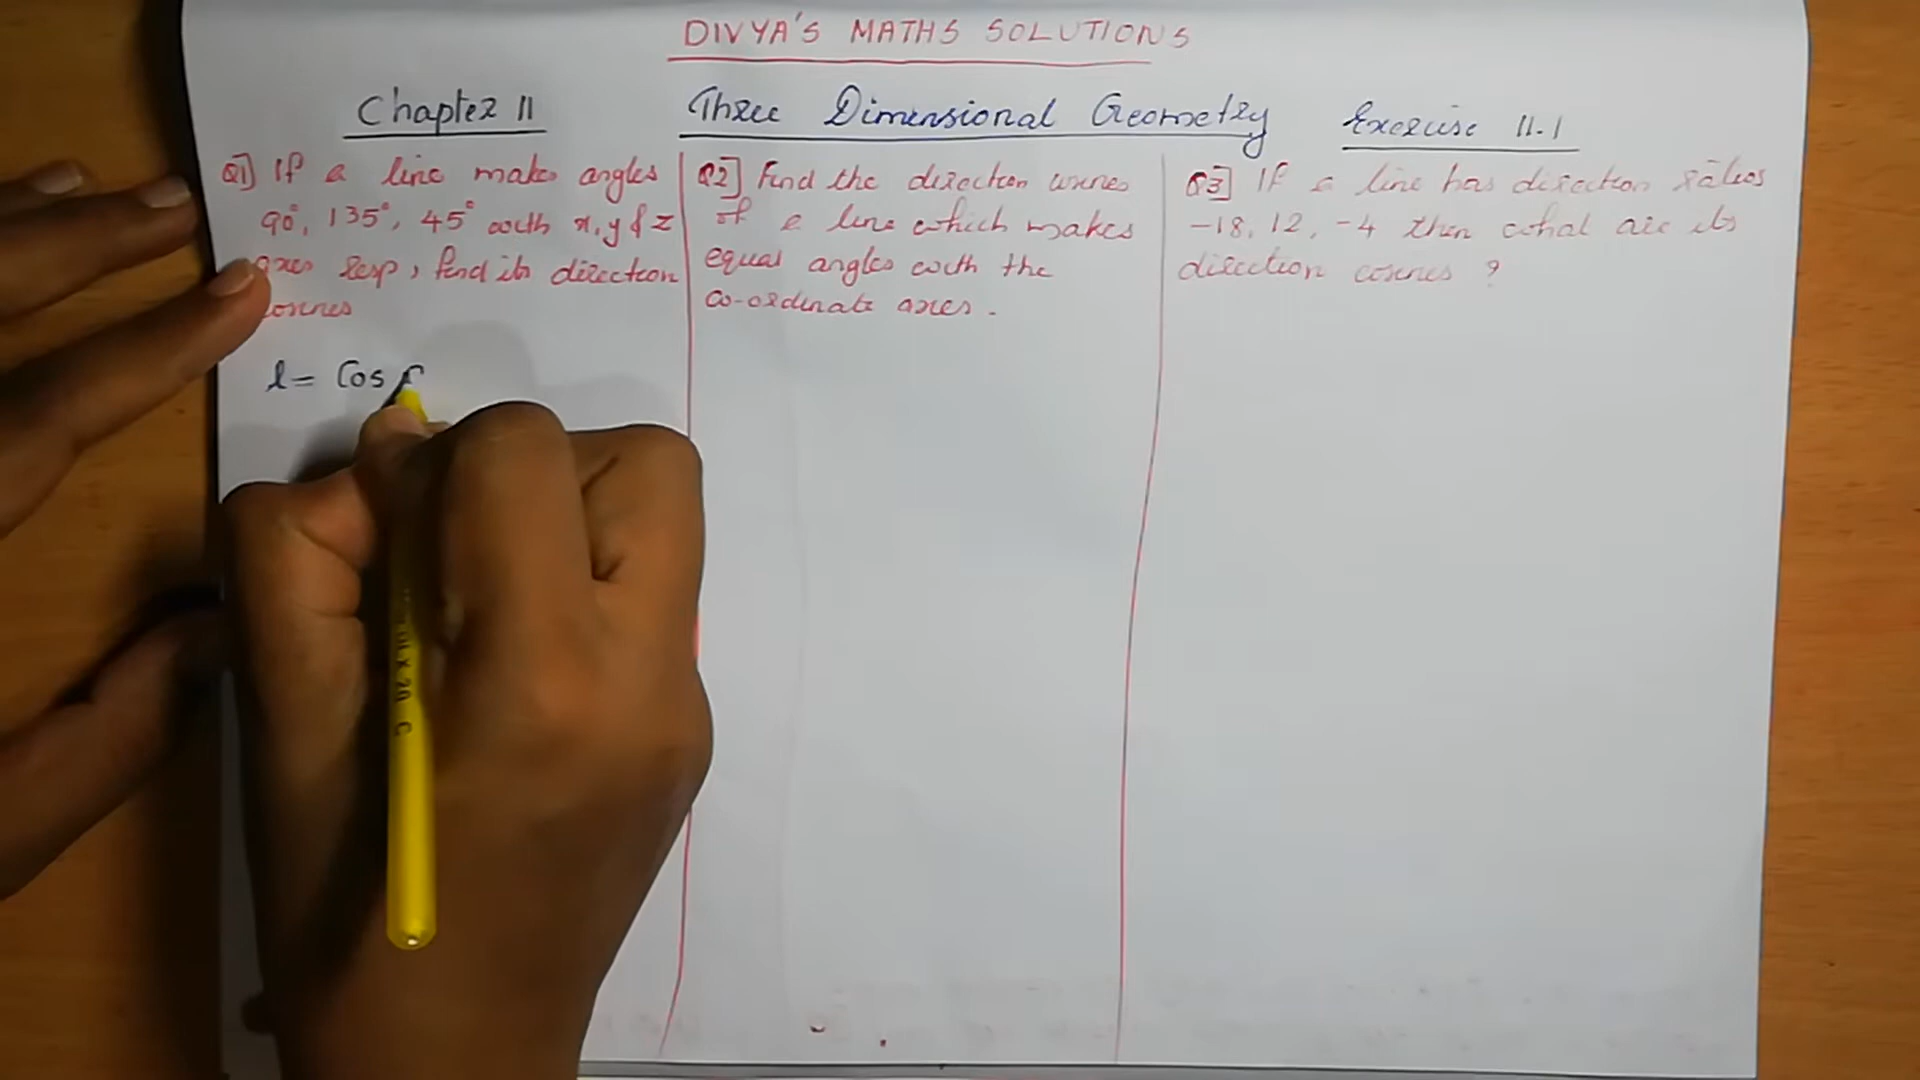 DIVYA'S MATHS SOLUTIONS
Chapter 11 Three Dimensional Geometry Exercise 11.1
Q1] If a line makes angles
90°, 135°, 45° with x, y & z
axes resp, find its direction
cosines
l = Cos
Q2] Find the direction cosines
of a line which makes
equal angles with the
co-ordinate axes.
Q3] If a line has direction ratios
-18, 12, -4 then what are its
direction cosines ?